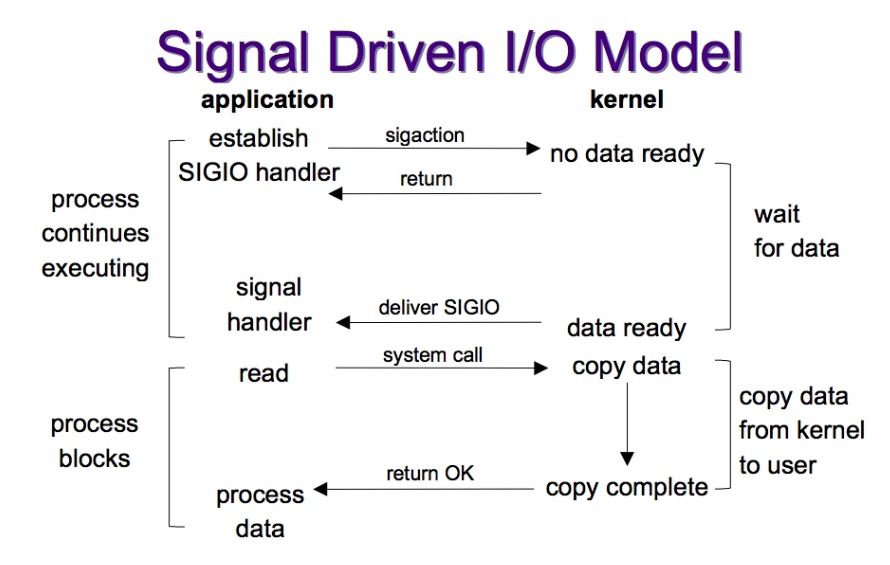 Signal Driven I/O Model
application
kernel
establish
SIGIO handler
sigaction
no data ready
return
process
continues
executing
wait
for data
signal
handler
deliver SIGIO
data ready
read
system call
copy data
process
blocks
copy data
from kernel
to user
return OK
copy complete
process
data